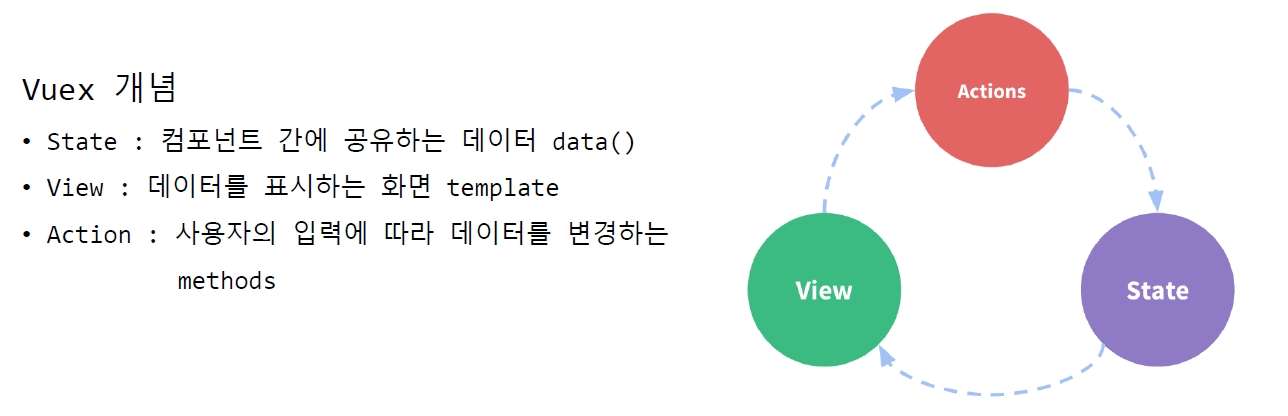 Vuex 개념
• State : 컴포넌트 간에 공유하는 데이터 data()
• View : 데이터를 표시하는 화면 template
• Action : 사용자의 입력에 따라 데이터를 변경하는
methods
Actions
View
State